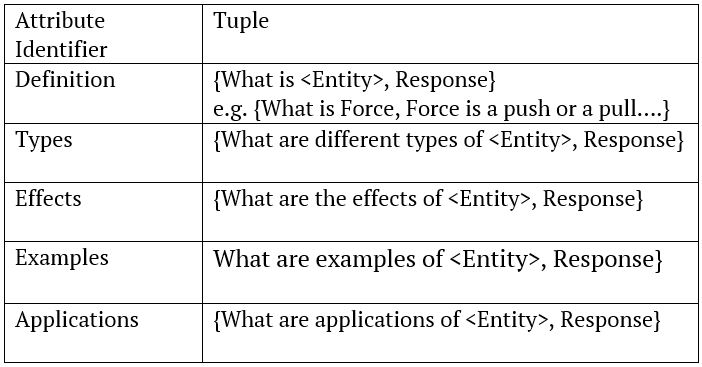 Attribute Identifier
Tuple
Definition
{What is <Entity>, Response}
e.g. {What is Force, Force is a push or a pull....}
Types
{What are different types of <Entity>, Response}
Effects
{What are the effects of <Entity>, Response}
Examples
What are examples of <Entity>, Response}
Applications
{What are applications of <Entity>, Response}